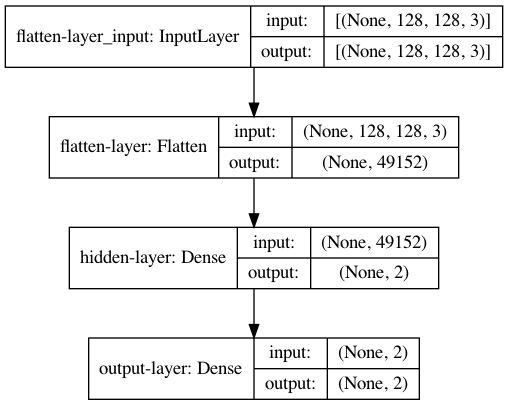 flatten-layer_input: InputLayer
input:
[(None, 128, 128, 3)]
output:
[(None, 128, 128, 3)]
flatten-layer: Flatten
input:
(None, 128, 128, 3)
output:
(None, 49152)
hidden-layer: Dense
input:
(None, 49152)
output:
(None, 2)
output-layer: Dense
input:
(None, 2)
output:
(None, 2)